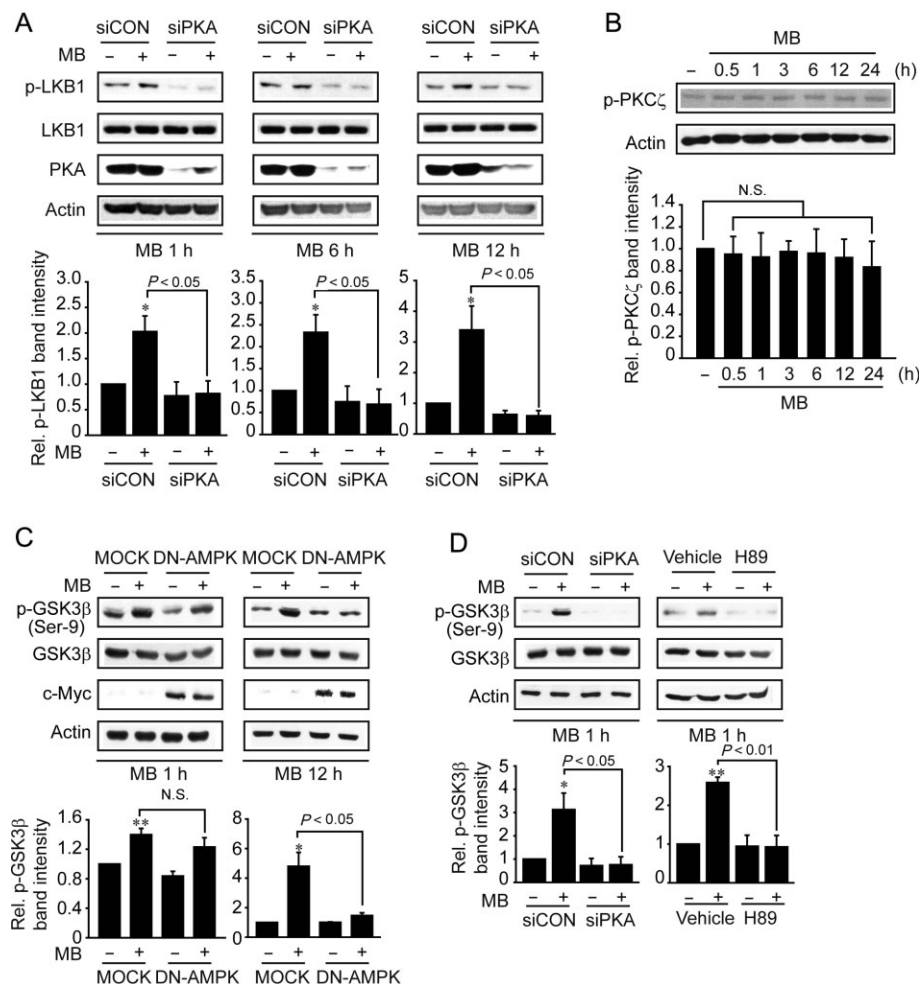 A
siCON siPKA siCON siPKA siCON siPKA
MB – + – + – + – + – + – +
p-LKB1
LKB1
PKA
Actin
MB 1 h MB 6 h MB 12 h
Rel. p-LKB1 band intensity
2.5
2.0
1.5
1.0
0.5
0
* P < 0.05
3.5
3.0
2.5
2.0
1.5
1.0
0.5
0
* P < 0.05
5
4
3
2
1
0
* P < 0.05
MB – + – + – + – + – + – +
siCON siPKA siCON siPKA siCON siPKA
B
MB
– 0.5 1 3 6 12 24 (h)
p-PKCζ
Actin
Rel. p-PKCζ band intensity
1.4
1.2
1.0
0.8
0.6
0.4
0.2
0
N.S.
– 0.5 1 3 6 12 24 (h)
MB
C
MOCK DN-AMPK MOCK DN-AMPK
MB – + – + – + – +
p-GSK3β
(Ser-9)
GSK3β
c-Myc
Actin
MB 1 h MB 12 h
Rel. p-GSK3β
band intensity
1.6
1.2
0.9
0.6
0.3
0
** N.S.
8
6
4
2
0
* P < 0.05
MB – + – + – + – +
MOCK DN-AMPK MOCK DN-AMPK
D
siCON siPKA Vehicle H89
MB – + – + – + – +
p-GSK3β
(Ser-9)
GSK3β
Actin
MB 1 h MB 1 h
Rel. p-GSK3β
band intensity
5
4
3
2
1
0
* P < 0.05
3
2
1
0
** P < 0.01
MB – + – + – + – +
siCON siPKA Vehicle H89